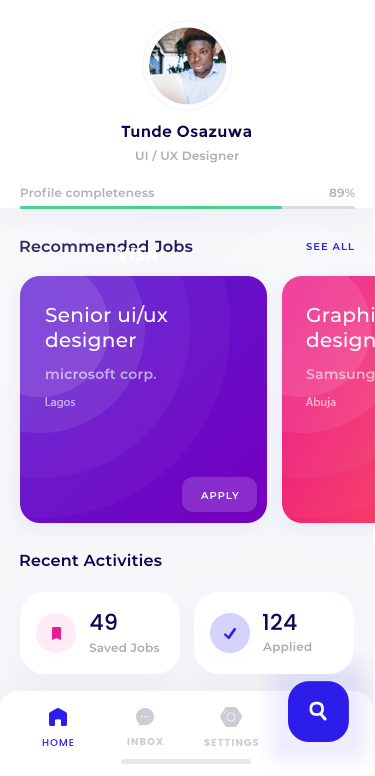 Tunde Osazuwa
UI / UX Designer
Profile completeness 89%
Recommended Jobs SEE ALL
VISA
Senior ui/ux
designer
microsoft corp.
Lagos
APPLY
Graphi
design
Samsung
Abuja
Recent Activities
49
Saved Jobs
124
Applied
HOME INBOX SETTINGS